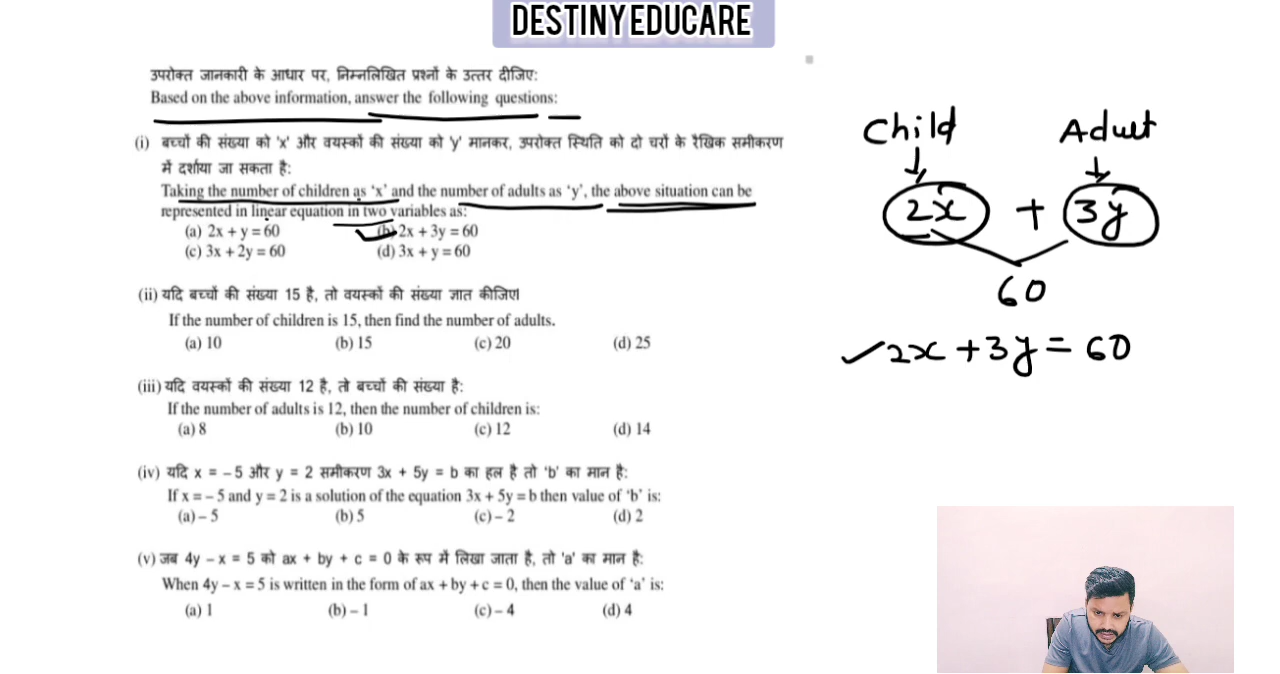 DESTINY EDUCARE
उपरोक्त जानकारी के आधार पर, निम्नलिखित प्रश्नों के उत्तर दीजिए:
Based on the above information, answer the following questions:
(i) बच्चों की संख्या को 'x' और वयस्कों की संख्या को 'y' मानकर, उपरोक्त स्थिति को दो चरों के रैखिक समीकरण
में दर्शाया जा सकता है:
Taking the number of children as 'x' and the number of adults as 'y', the above situation can be
represented in linear equation in two variables as:
(a) 2x + y = 60 (b) 2x + 3y = 60
(c) 3x + 2y = 60 (d) 3x + y = 60
(ii) यदि बच्चों की संख्या 15 है, तो वयस्कों की संख्या ज्ञात कीजिए।
If the number of children is 15, then find the number of adults.
(a) 10 (b) 15 (c) 20 (d) 25
(iii) यदि वयस्कों की संख्या 12 है, तो बच्चों की संख्या है:
If the number of adults is 12, then the number of children is:
(a) 8 (b) 10 (c) 12 (d) 14
(iv) यदि x = – 5 और y = 2 समीकरण 3x + 5y = b का हल है तो 'b' का मान है:
If x = – 5 and y = 2 is a solution of the equation 3x + 5y = b then value of 'b' is:
(a) – 5 (b) 5 (c) – 2 (d) 2
(v) जब 4y – x = 5 को ax + by + c = 0 के रूप में लिखा जाता है, तो 'a' का मान है:
When 4y – x = 5 is written in the form of ax + by + c = 0, then the value of 'a' is:
(a) 1 (b) – 1 (c) – 4 (d) 4
Child Adult
2x + 3y
60
2x + 3y = 60